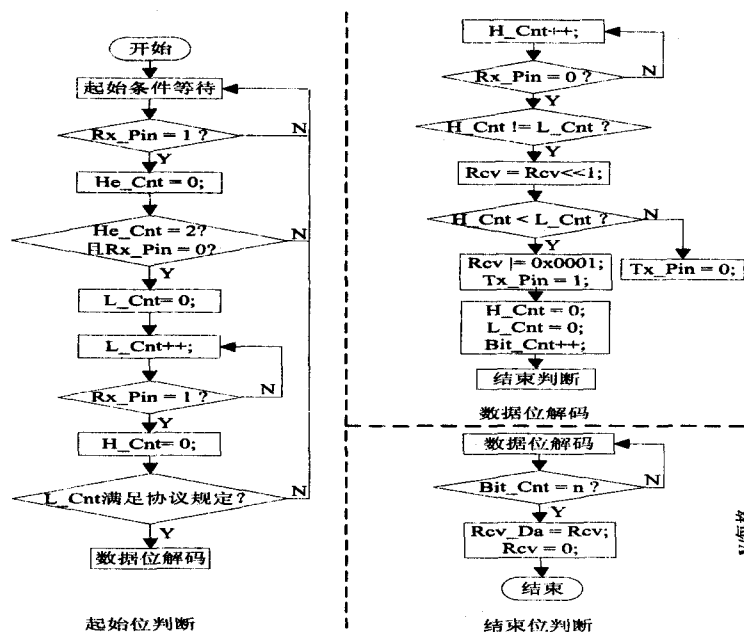 开始
起始条件等待
Rx_Pin = 1 ?
N
Y
He_Cnt = 0;
He_Cnt = 2?
且Rx_Pin = 0?
N
Y
L_Cnt= 0;
L_Cnt++;
Rx_Pin = 1 ?
N
Y
H_Cnt= 0;
L_Cnt满足协议规定?
N
Y
数据位解码
起始位判断
H_Cnt++;
Rx_Pin = 0 ?
N
Y
H_Cnt != L_Cnt ?
Y
Rcv = Rcv<<1;
H_Cnt < L_Cnt ?
N
Y
Rcv |= 0x0001;
Tx_Pin = 1;
Tx_Pin = 0;
H_Cnt = 0;
L_Cnt = 0;
Bit_Cnt++;
结束判断
数据位解码
数据位解码
Bit_Cnt = n ?
N
Y
Rcv_Da = Rcv;
Rcv = 0;
结束
结束位判断